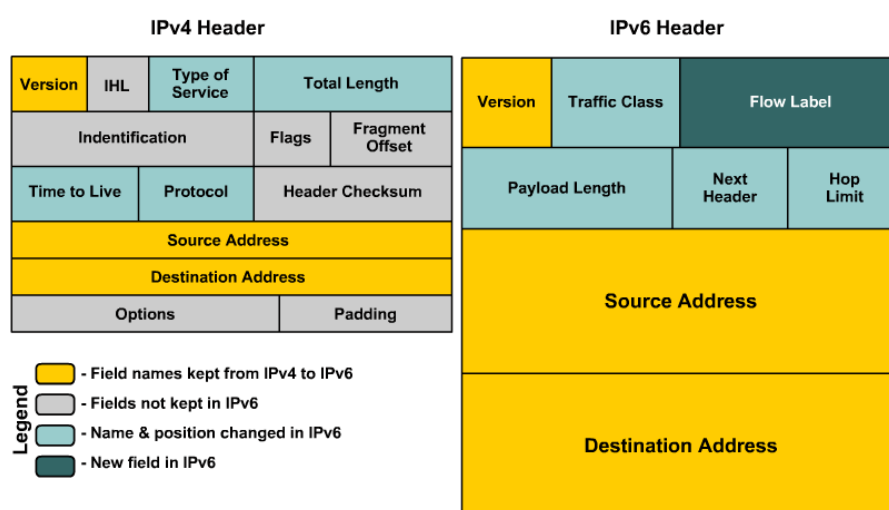 IPv4 Header
Version IHL Type of Service Total Length
Indentification Flags Fragment Offset
Time to Live Protocol Header Checksum
Source Address
Destination Address
Options Padding
Legend
- Field names kept from IPv4 to IPv6
- Fields not kept in IPv6
- Name & position changed in IPv6
- New field in IPv6
IPv6 Header
Version Traffic Class Flow Label
Payload Length Next Header Hop Limit
Source Address
Destination Address